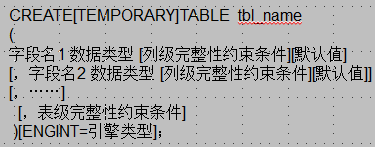 CREATE[TEMPORARY]TABLE tbl_name
(
字段名1 数据类型 [列级完整性约束条件][默认值]
[，字段名2 数据类型 [列级完整性约束条件][默认值]]
[，……]
[，表级完整性约束条件]
)[ENGINT=引擎类型]；